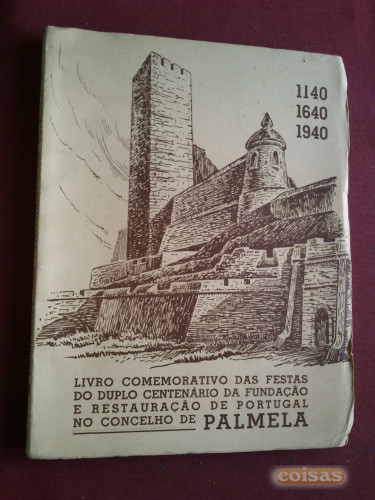 1140
1640
1940
LIVRO COMEMORATIVO DAS FESTAS
DO DUPLO CENTENÁRIO DA FUNDAÇÃO
E RESTAURAÇÃO DE PORTUGAL
NO CONCELHO DE PALMELA
coisas